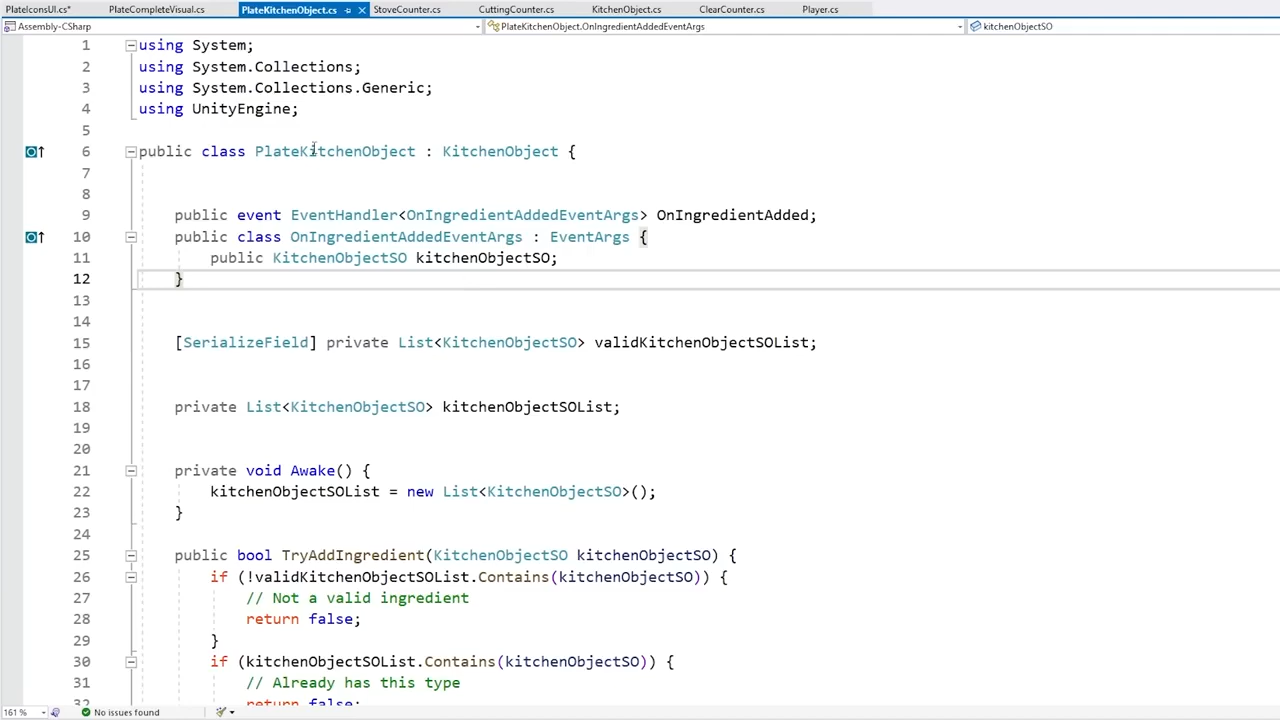 PlateIconsUI.cs* PlateCompleteVisual.cs PlateKitchenObject.cs StoveCounter.cs CuttingCounter.cs KitchenObject.cs ClearCounter.cs Player.cs
Assembly-CSharp PlateKitchenObject.OnIngredientAddedEventArgs kitchenObjectSO
1 using System;
2 using System.Collections;
3 using System.Collections.Generic;
4 using UnityEngine;
5
6 public class PlateKitchenObject : KitchenObject {
7
8
9 public event EventHandler<OnIngredientAddedEventArgs> OnIngredientAdded;
10 public class OnIngredientAddedEventArgs : EventArgs {
11 public KitchenObjectSO kitchenObjectSO;
12 }
13
14
15 [SerializeField] private List<KitchenObjectSO> validKitchenObjectSOList;
16
17
18 private List<KitchenObjectSO> kitchenObjectSOList;
19
20
21 private void Awake() {
22 kitchenObjectSOList = new List<KitchenObjectSO>();
23 }
24
25 public bool TryAddIngredient(KitchenObjectSO kitchenObjectSO) {
26 if (!validKitchenObjectSOList.Contains(kitchenObjectSO)) {
27 // Not a valid ingredient
28 return false;
29 }
30 if (kitchenObjectSOList.Contains(kitchenObjectSO)) {
31 // Already has this type
32 return false;
161 % No issues found